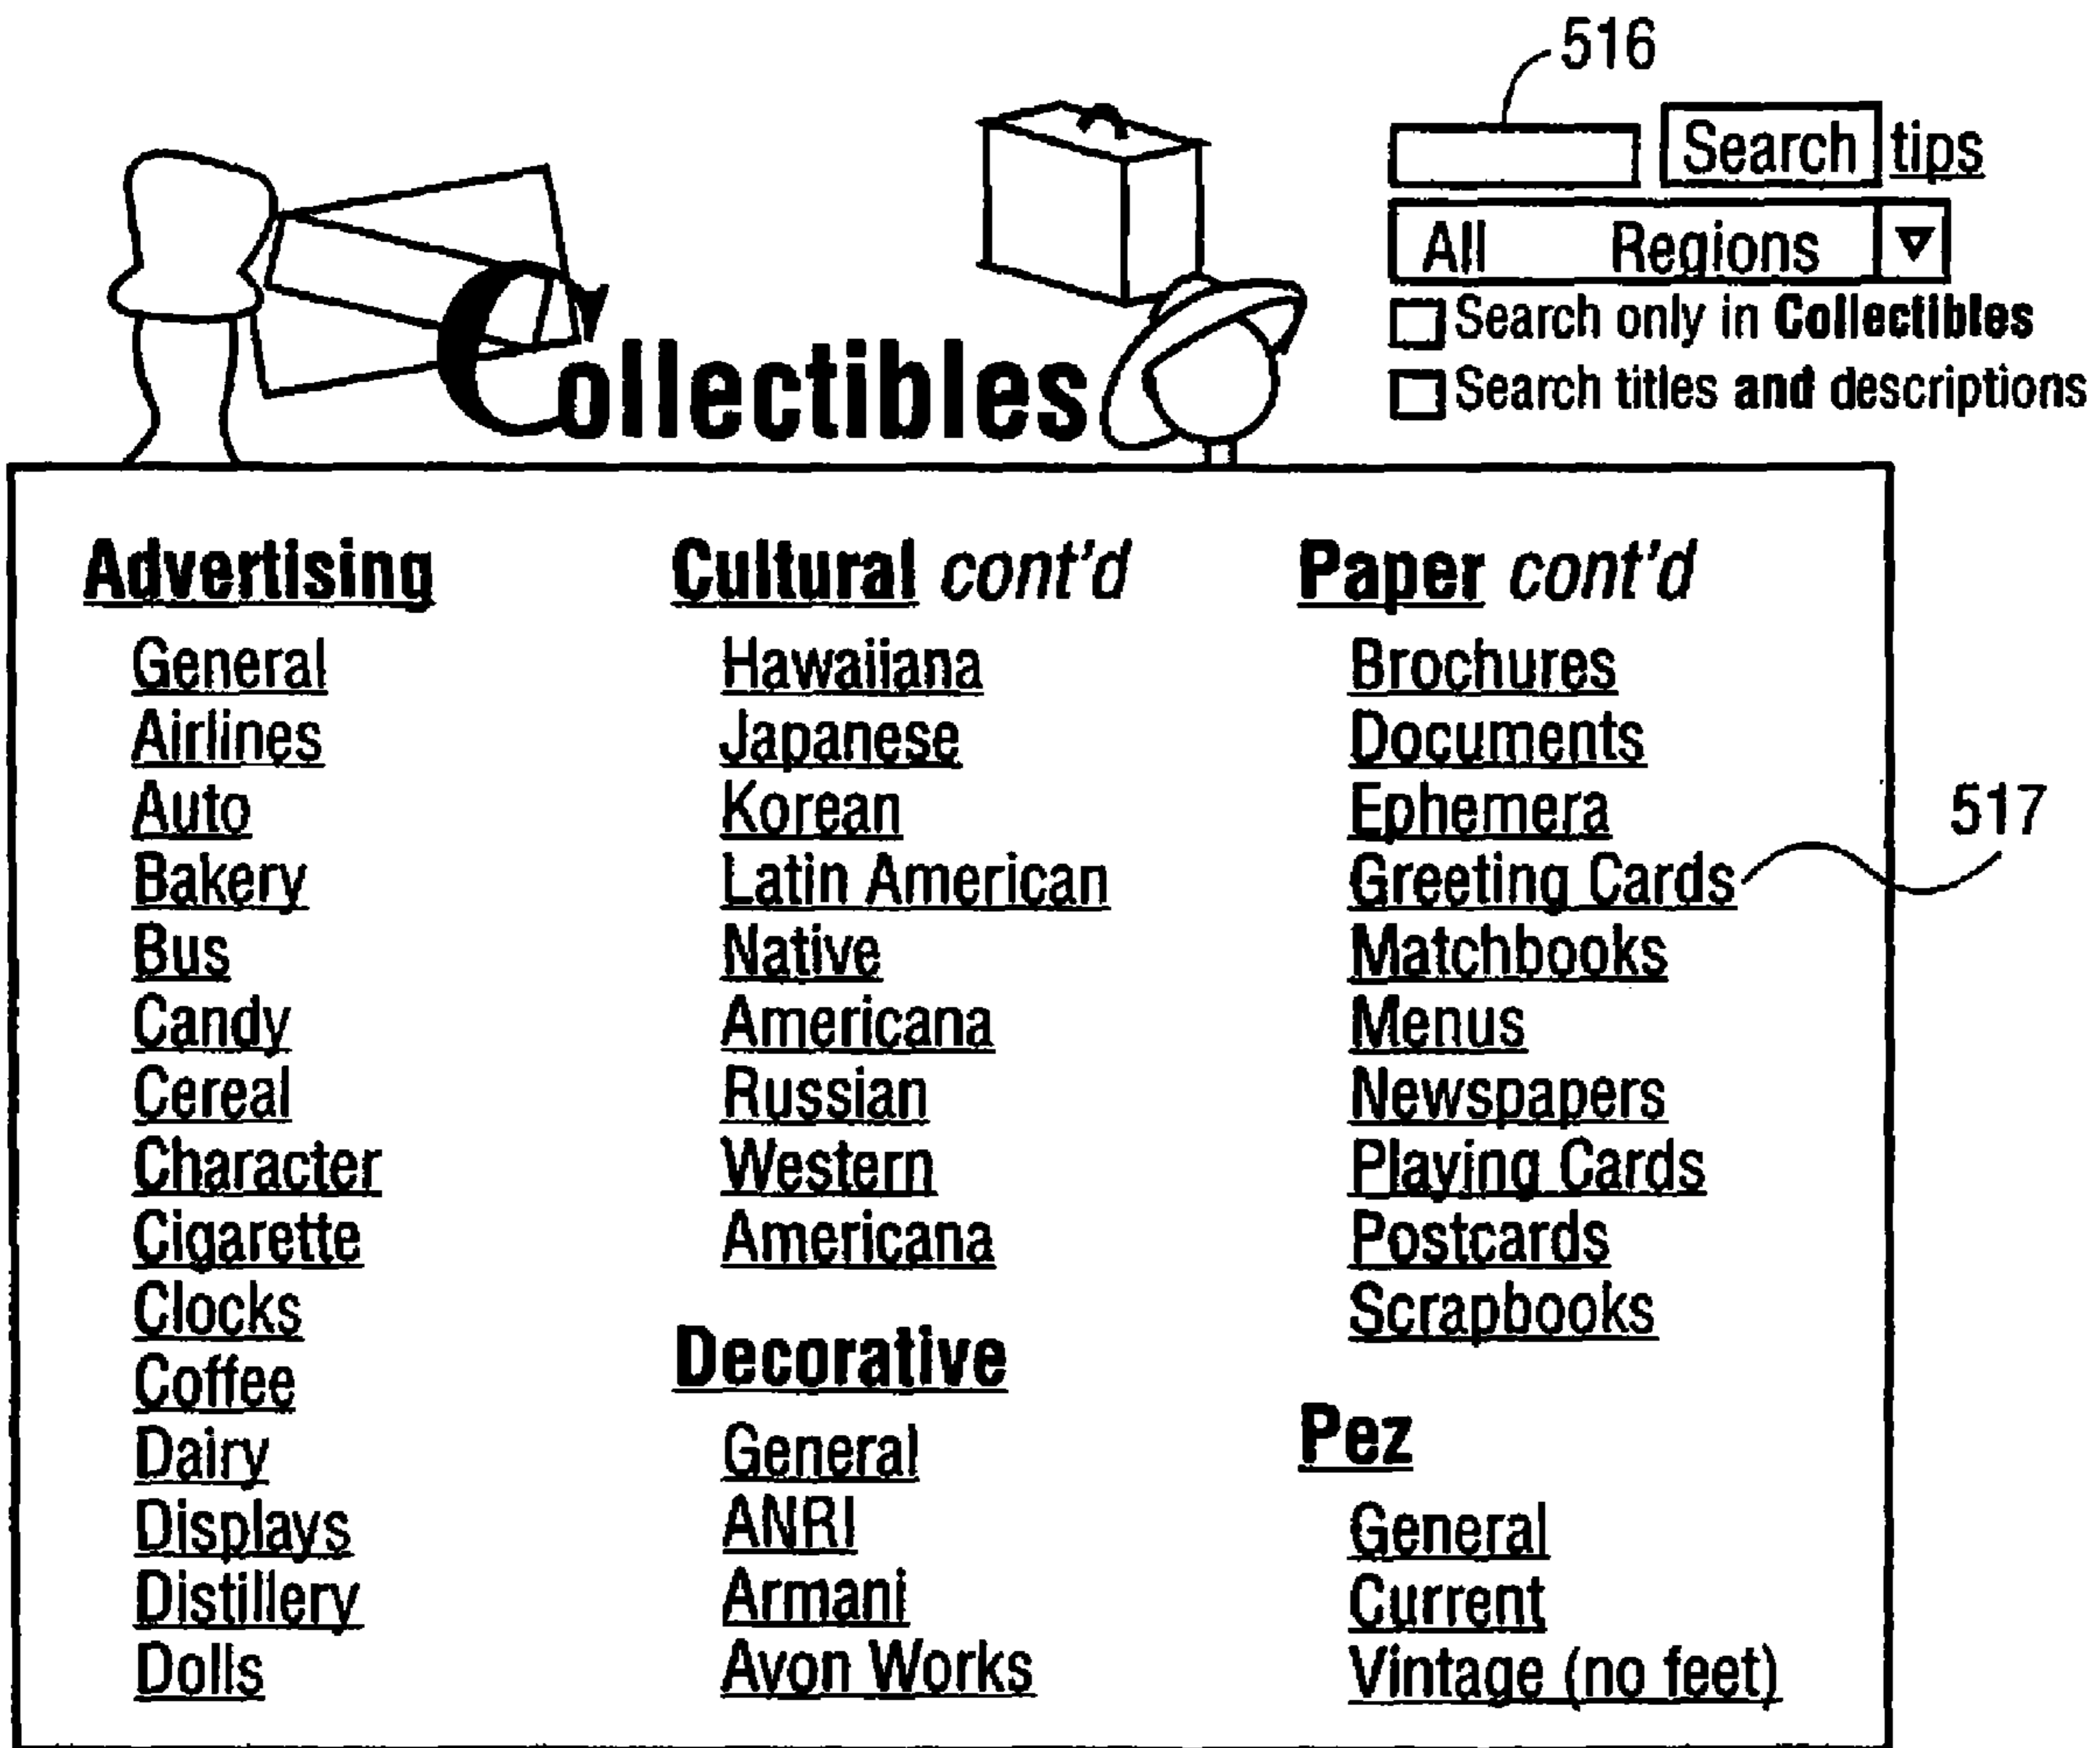 516
Search tips
All Regions
Search only in Collectibles
Search titles and descriptions
Collectibles
Advertising
General
Airlines
Auto
Bakery
Bus
Candy
Cereal
Character
Cigarette
Clocks
Coffee
Dairy
Displays
Distillery
Dolls
Cultural cont'd
Hawaiiana
Japanese
Korean
Latin American
Native
Americana
Russian
Western
Americana
Decorative
General
ANRI
Armani
Avon Works
Paper cont'd
Brochures
Documents
Ephemera
Greeting Cards
517
Matchbooks
Menus
Newspapers
Playing Cards
Postcards
Scrapbooks
Pez
General
Current
Vintage (no feet)